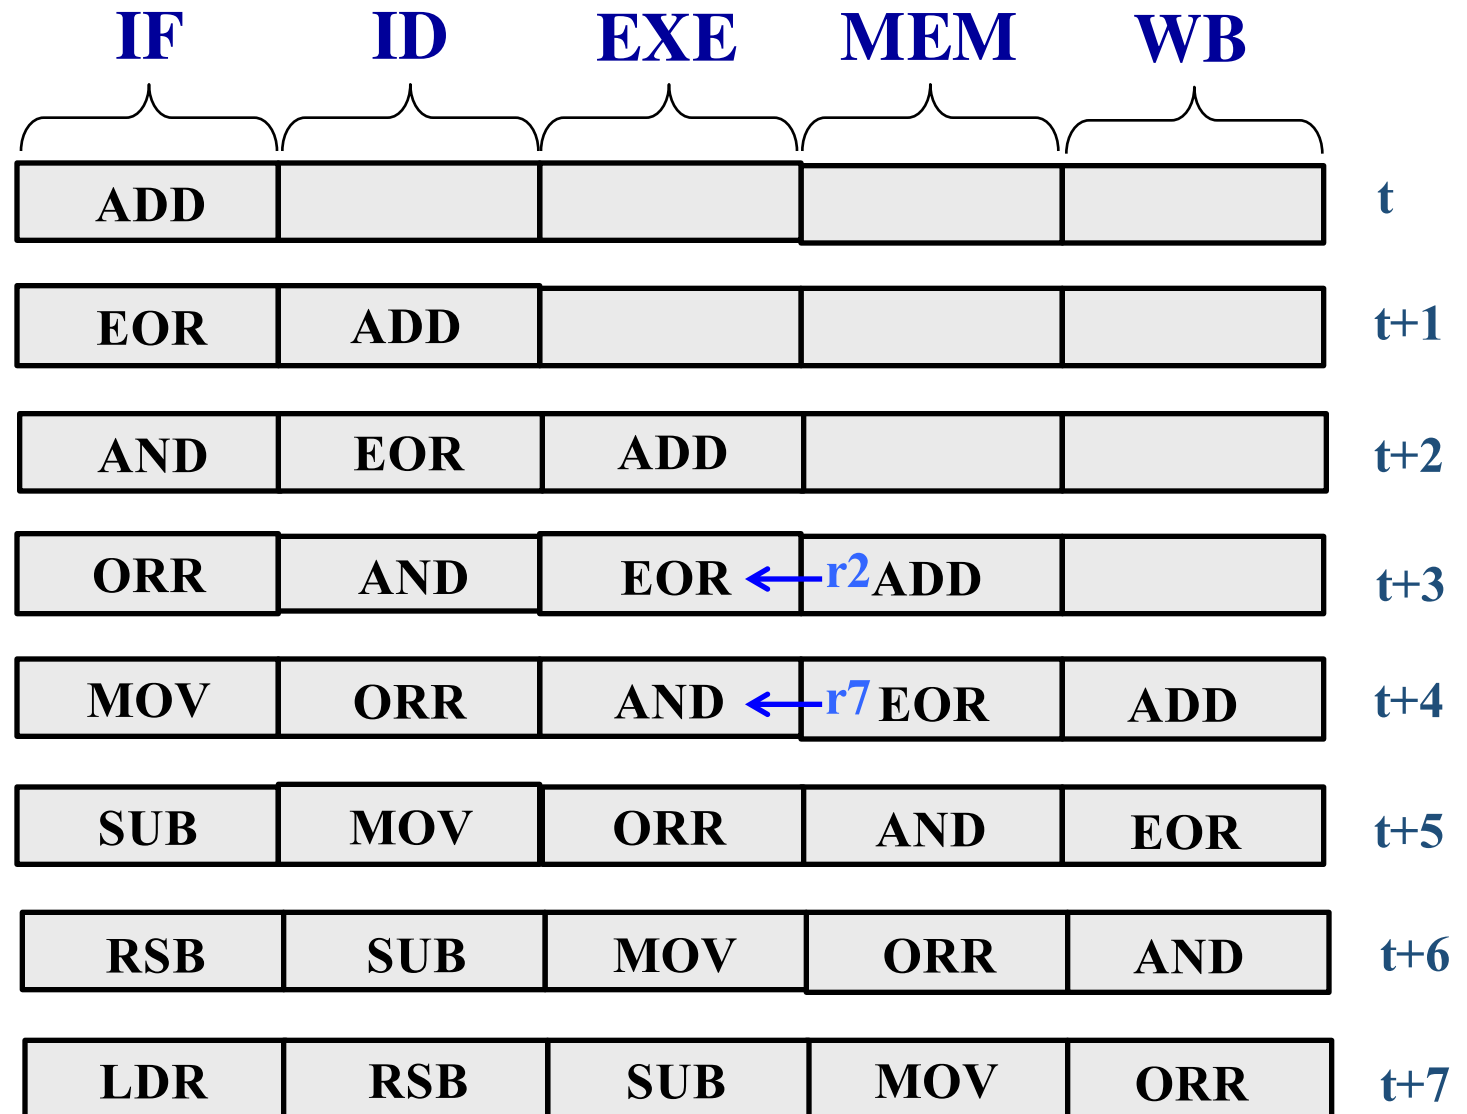 IF ID EXE MEM WB
ADD t
EOR ADD t+1
AND EOR ADD t+2
ORR AND EOR r2 ADD t+3
MOV ORR AND r7 EOR ADD t+4
SUB MOV ORR AND EOR t+5
RSB SUB MOV ORR AND t+6
LDR RSB SUB MOV ORR t+7